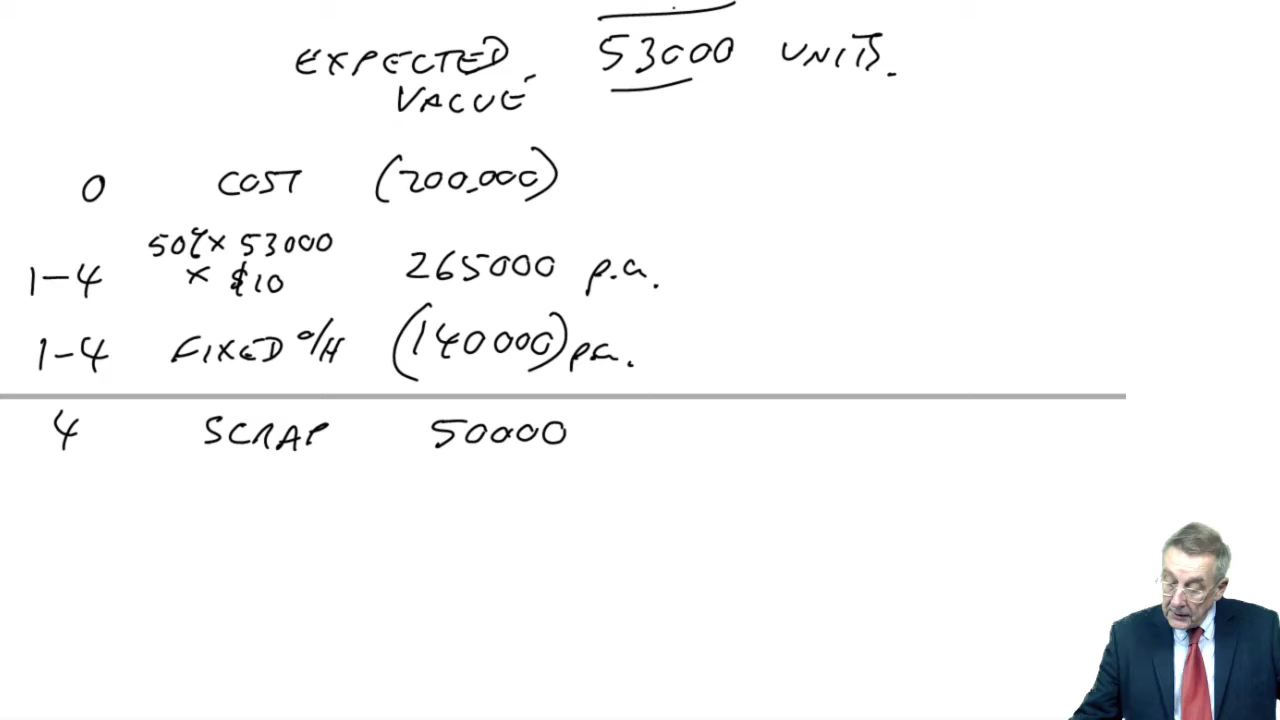 EXPECTED 53000 UNITS.
VALUE
0 COST (200,000)
50% x 53000
1-4 x $10 265000 p.a.
1-4 FIXED O/H (140000) p.a.
4 SCRAP 50000